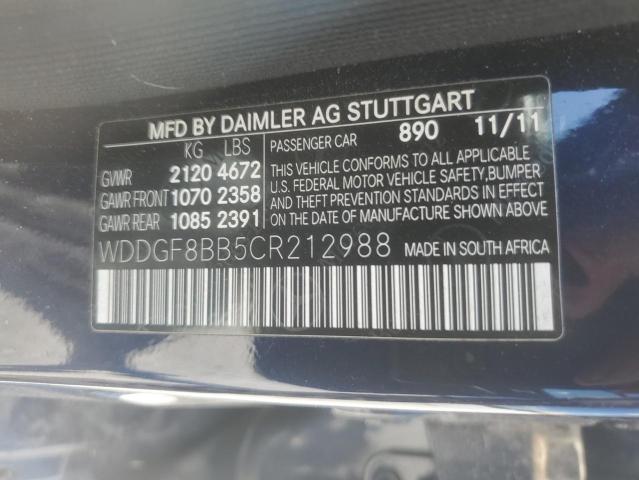 MFD BY DAIMLER AG STUTTGART
KG LBS PASSENGER CAR 890 11/11
GVWR 2120 4672
GAWR FRONT 1070 2358
GAWR REAR 1085 2391
THIS VEHICLE CONFORMS TO ALL APPLICABLE
U.S. FEDERAL MOTOR VEHICLE SAFETY, BUMPER
AND THEFT PREVENTION STANDARDS IN EFFECT
ON THE DATE OF MANUFACTURE SHOWN ABOVE.
WDDGF8BB5CR212988 MADE IN SOUTH AFRICA